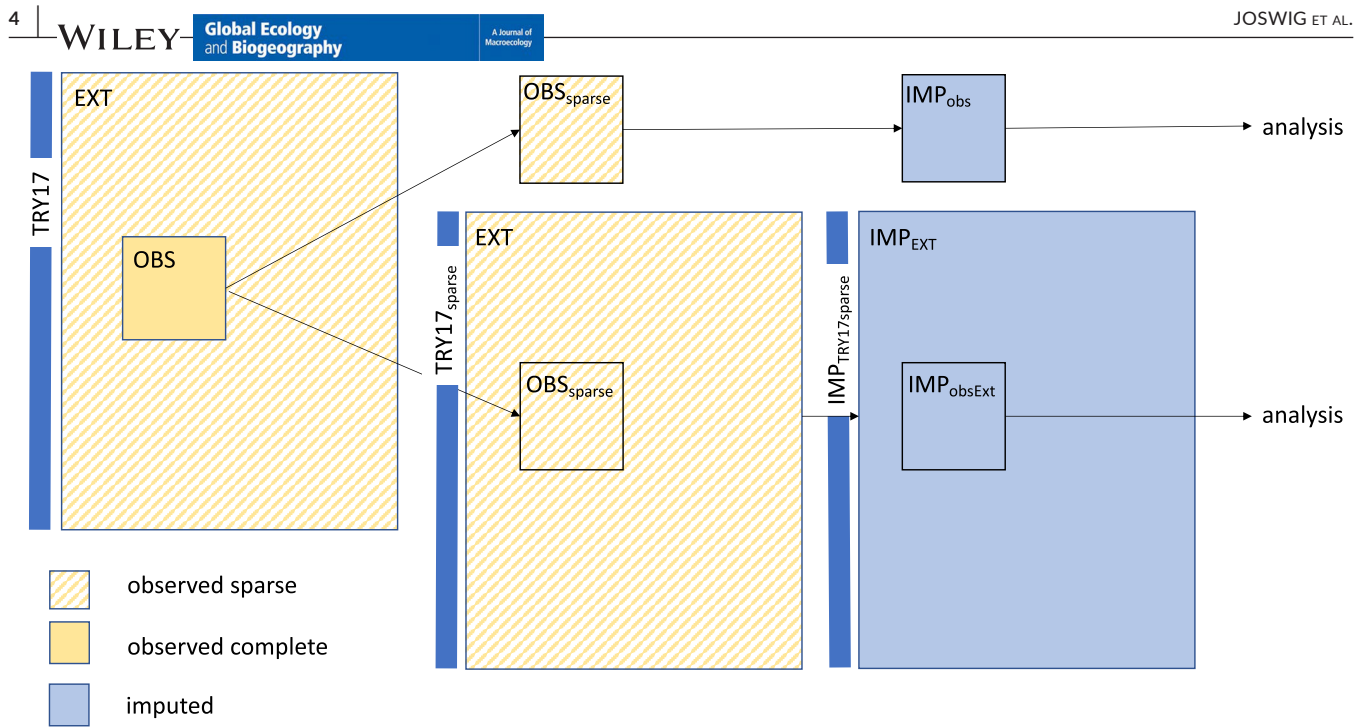 4
WILEY
Global Ecology
and Biogeography
A Journal of
Macroecology
JOSWIG ET AL.
TRY17
EXT
OBS
OBSsparse
IMPobs
analysis
TRY17sparse
EXT
OBSsparse
IMPTRY17sparse
IMPEXT
IMPobsExt
analysis
observed sparse
observed complete
imputed